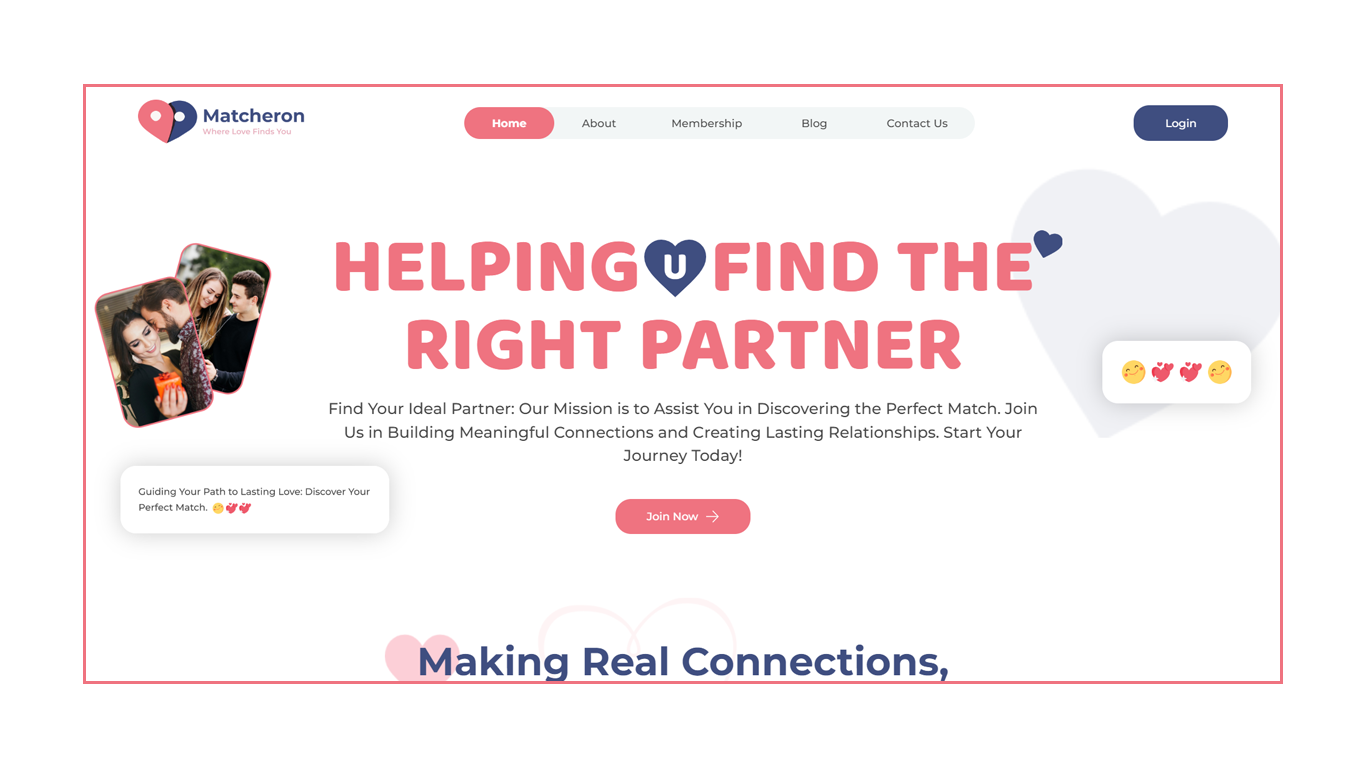 Matcheron
Where Love Finds You
Home
About
Membership
Blog
Contact Us
Login
HELPING U FIND THE
RIGHT PARTNER
Find Your Ideal Partner: Our Mission is to Assist You in Discovering the Perfect Match. Join
Us in Building Meaningful Connections and Creating Lasting Relationships. Start Your
Journey Today!
Guiding Your Path to Lasting Love: Discover Your
Perfect Match. 😊💞💞
😊💞💞😊
Join Now →
Making Real Connections,